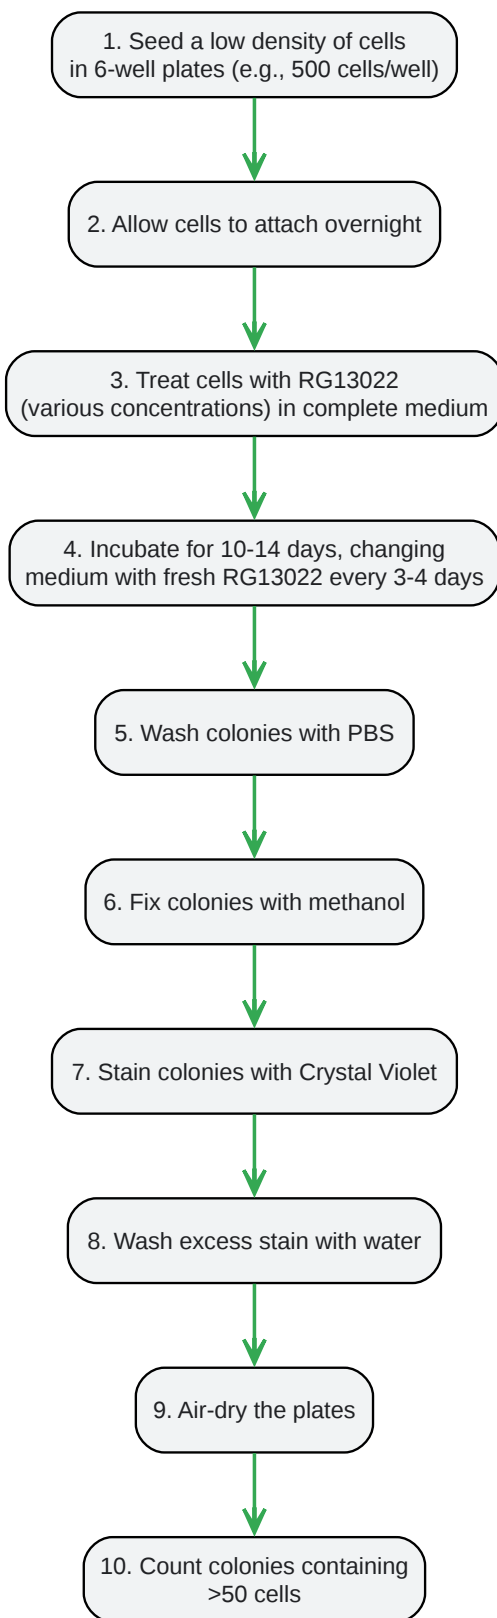 1. Seed a low density of cells
in 6-well plates (e.g., 500 cells/well)
2. Allow cells to attach overnight
3. Treat cells with RG13022
(various concentrations) in complete medium
4. Incubate for 10-14 days, changing
medium with fresh RG13022 every 3-4 days
5. Wash colonies with PBS
6. Fix colonies with methanol
7. Stain colonies with Crystal Violet
8. Wash excess stain with water
9. Air-dry the plates
10. Count colonies containing
>50 cells